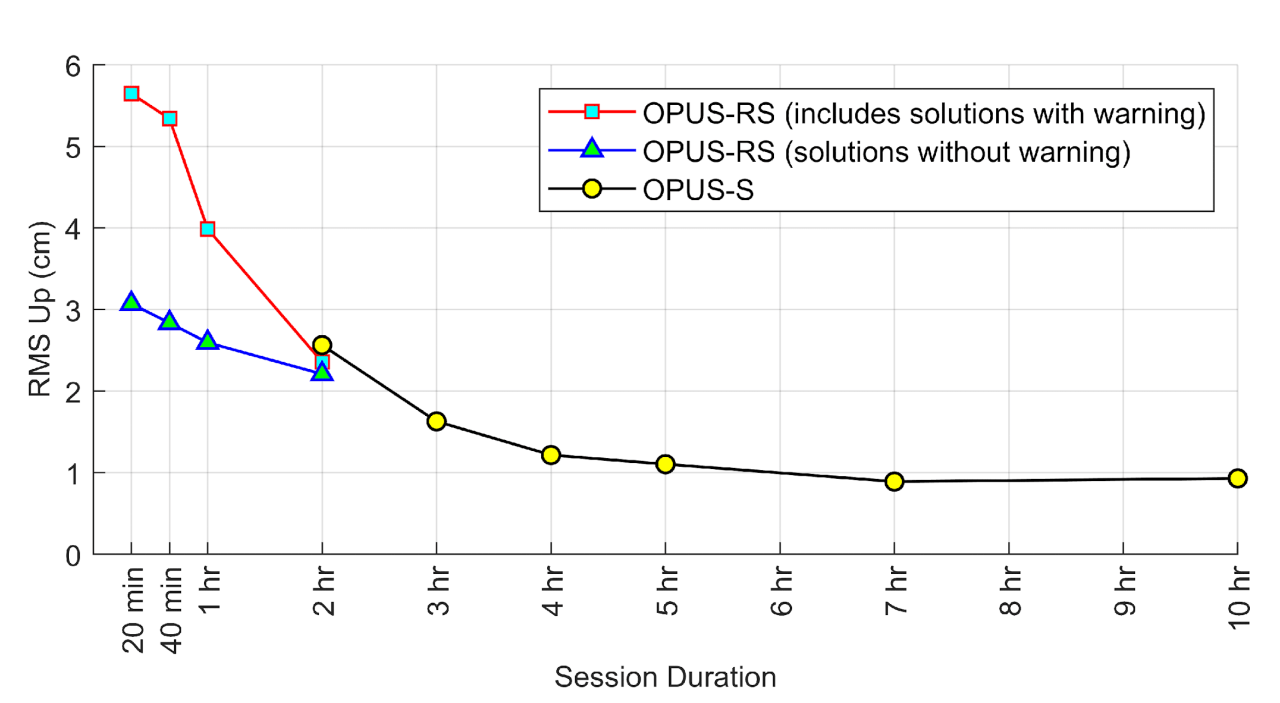 6
5
4
3
2
1
0
RMS Up (cm)
OPUS-RS (includes solutions with warning)
OPUS-RS (solutions without warning)
OPUS-S
20 min
40 min
1 hr
2 hr
3 hr
4 hr
5 hr
6 hr
7 hr
8 hr
9 hr
10 hr
Session Duration